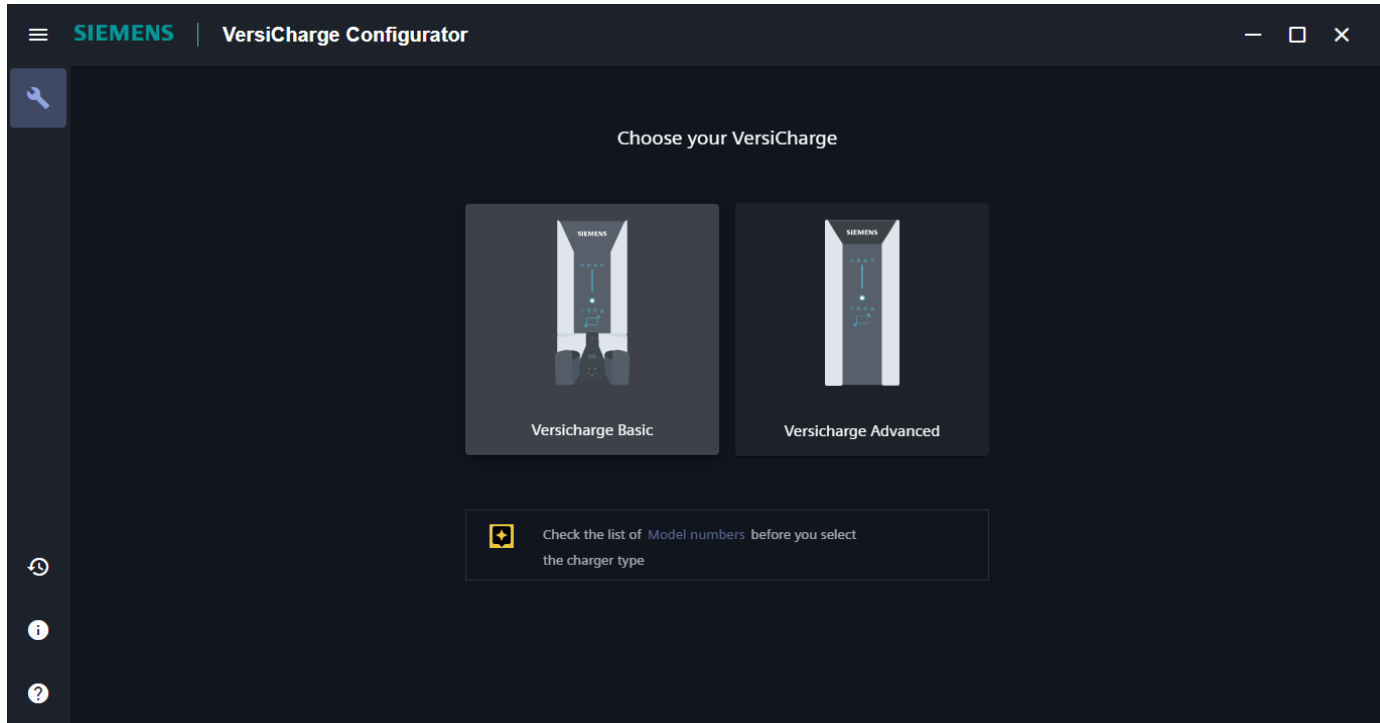 SIEMENS VersiCharge Configurator
Choose your VersiCharge
SIEMENS
SIEMENS
Versicharge Basic
Versicharge Advanced
Check the list of Model numbers before you select
the charger type